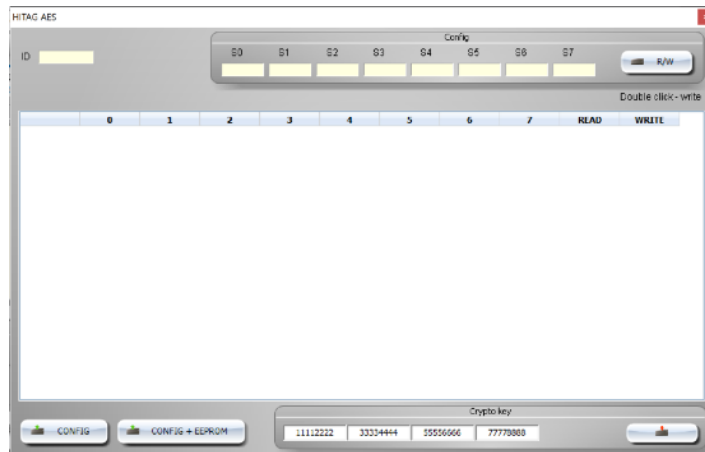 HITAG AES
Config
ID
S0 S1 S2 S3 S4 S5 S6 S7
R/W
Double click - write
0 1 2 3 4 5 6 7 READ WRITE
Crypto key
CONFIG CONFIG + EEPROM
11112222 33334444 55556666 77778888